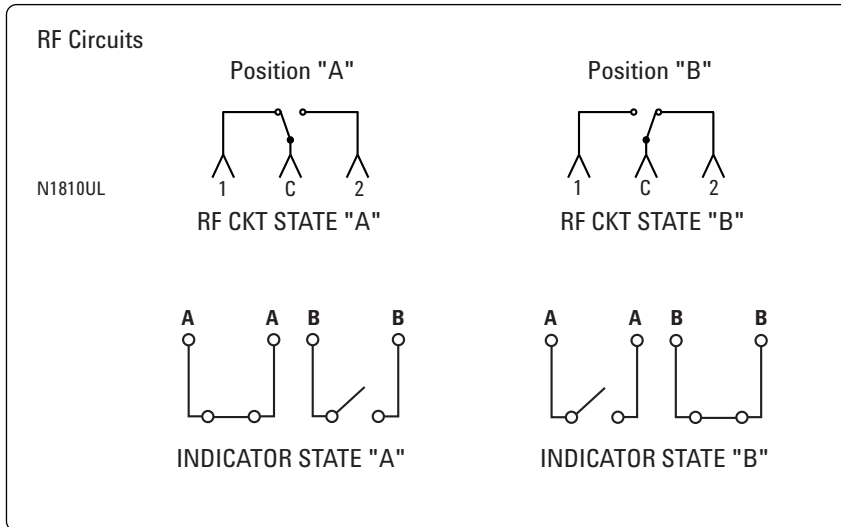 RF Circuits
Position "A"
Position "B"
N1810UL
1 C 2
1 C 2
RF CKT STATE "A"
RF CKT STATE "B"
A A B B
A A B B
INDICATOR STATE "A"
INDICATOR STATE "B"